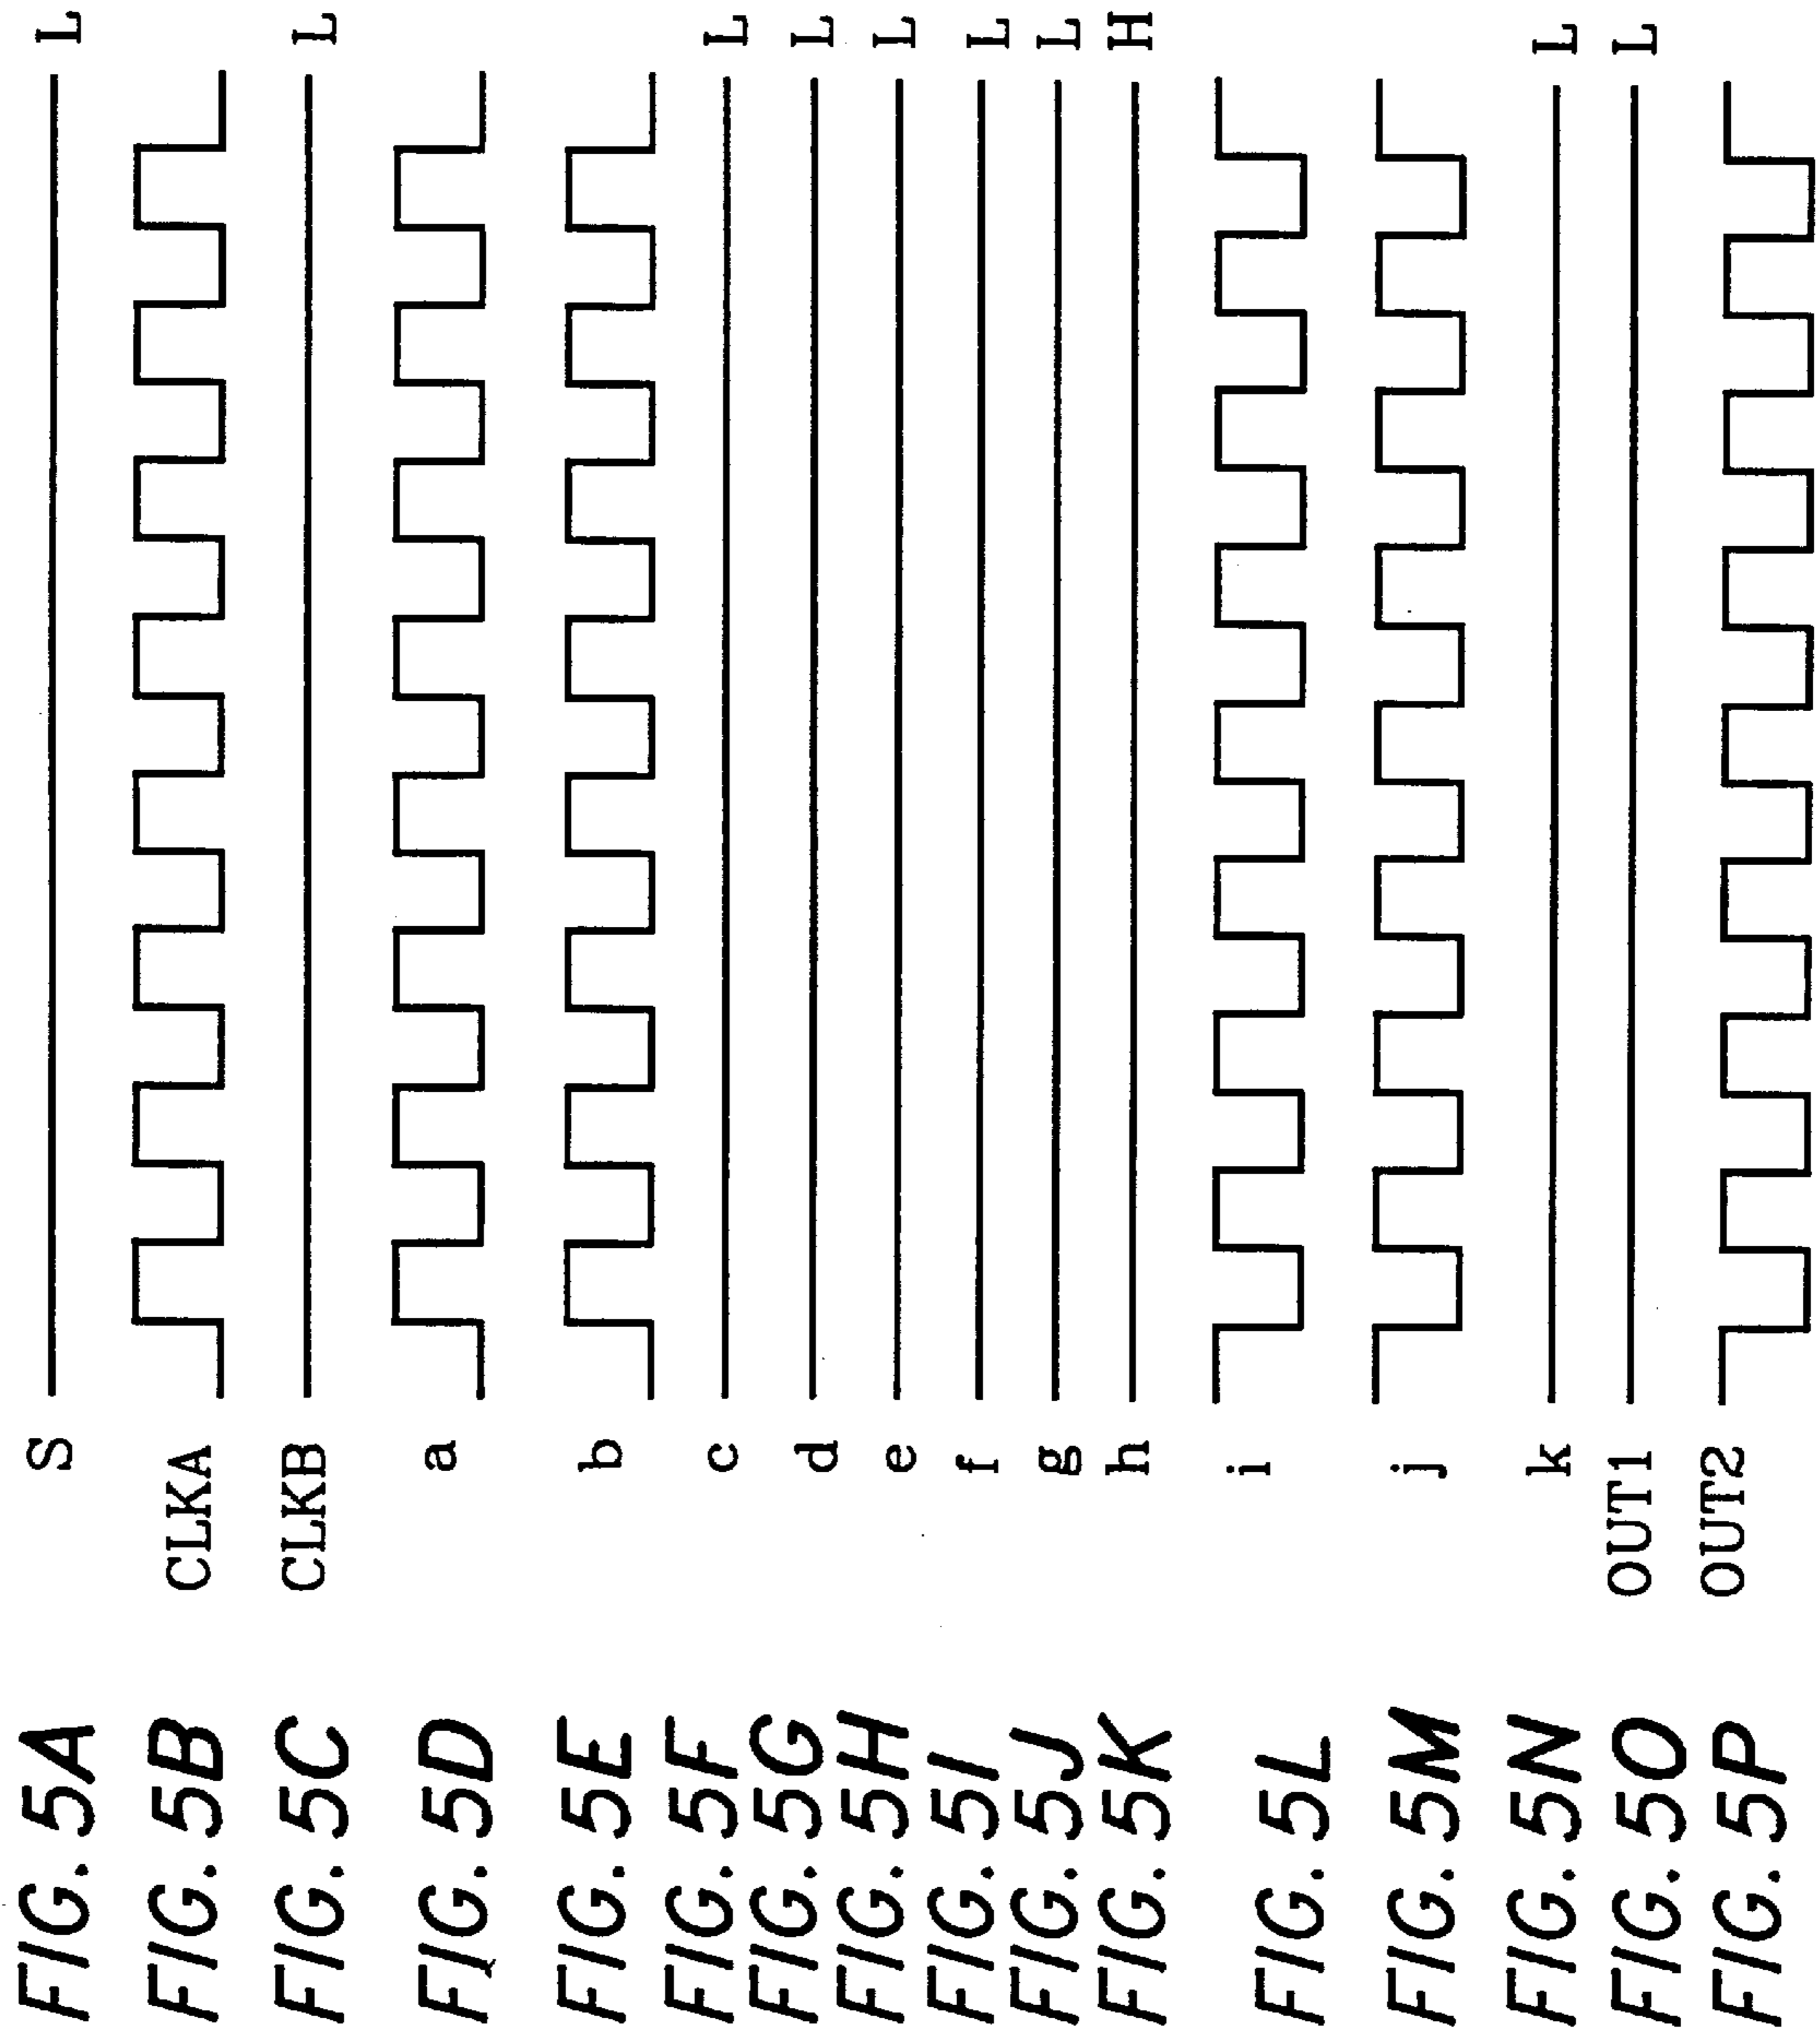 FIG. 5A S L
FIG. 5B CLKA
FIG. 5C CLKB L
FIG. 5D a
FIG. 5E b
FIG. 5F c L
FIG. 5G d L
FIG. 5H e L
FIG. 5I f L
FIG. 5J g L
FIG. 5K h H
FIG. 5L i
FIG. 5M j
FIG. 5N k L
FIG. 5O OUT1 L
FIG. 5P OUT2